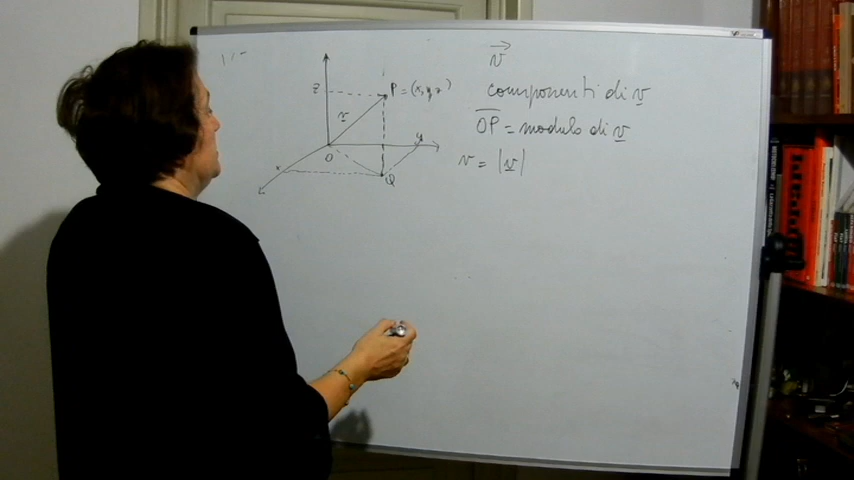 v
componenti di v
OP = modulo di v
v = |v|
z
P = (x, y, z)
v
O
y
x
Q